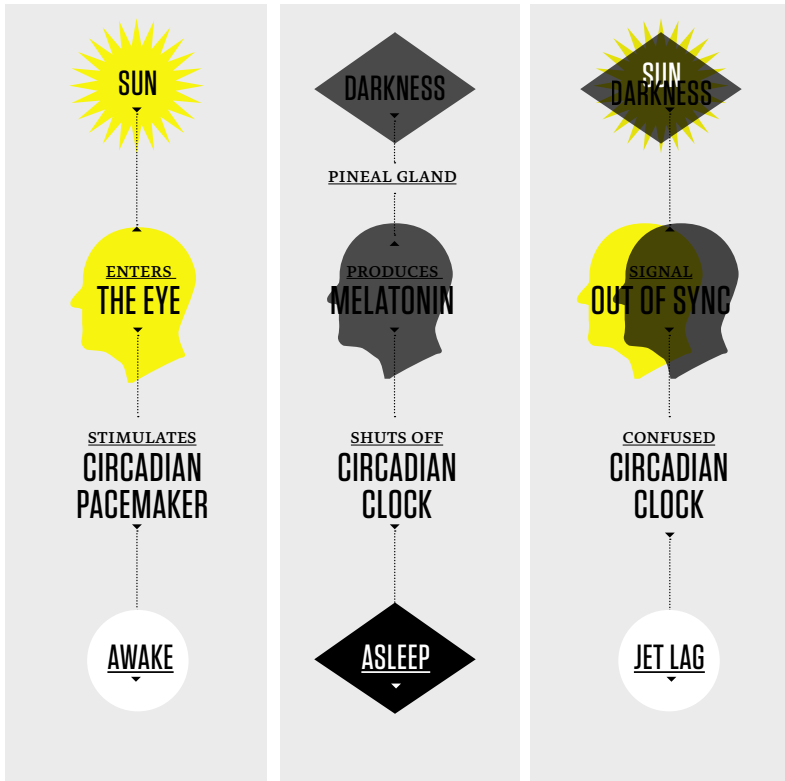 SUN
ENTERS
THE EYE
STIMULATES
CIRCADIAN
PACEMAKER
AWAKE
DARKNESS
PINEAL GLAND
PRODUCES
MELATONIN
SHUTS OFF
CIRCADIAN
CLOCK
ASLEEP
SUN
DARKNESS
SIGNAL
OUT OF SYNC
CONFUSED
CIRCADIAN
CLOCK
JET LAG